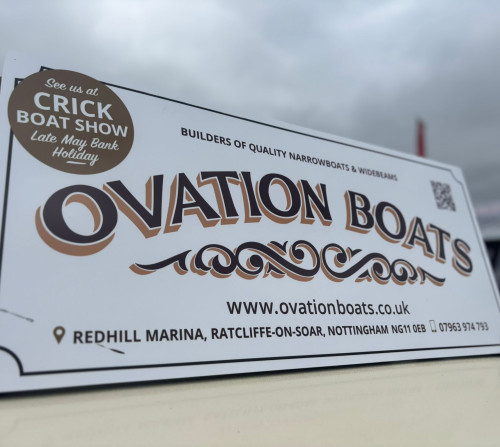 See us at
CRICK
BOAT SHOW
Late May Bank
Holiday
BUILDERS OF QUALITY NARROWBOATS & WIDEBEAMS
OVATION BOATS
www.ovationboats.co.uk
REDHILL MARINA, RATCLIFFE-ON-SOAR, NOTTINGHAM NG11 0EB 07963 974 793